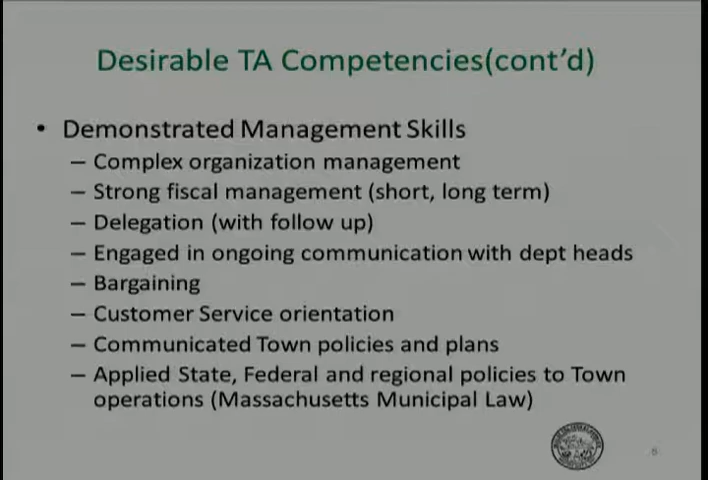 Desirable TA Competencies(cont'd)
• Demonstrated Management Skills
– Complex organization management
– Strong fiscal management (short, long term)
– Delegation (with follow up)
– Engaged in ongoing communication with dept heads
– Bargaining
– Customer Service orientation
– Communicated Town policies and plans
– Applied State, Federal and regional policies to Town
operations (Massachusetts Municipal Law)